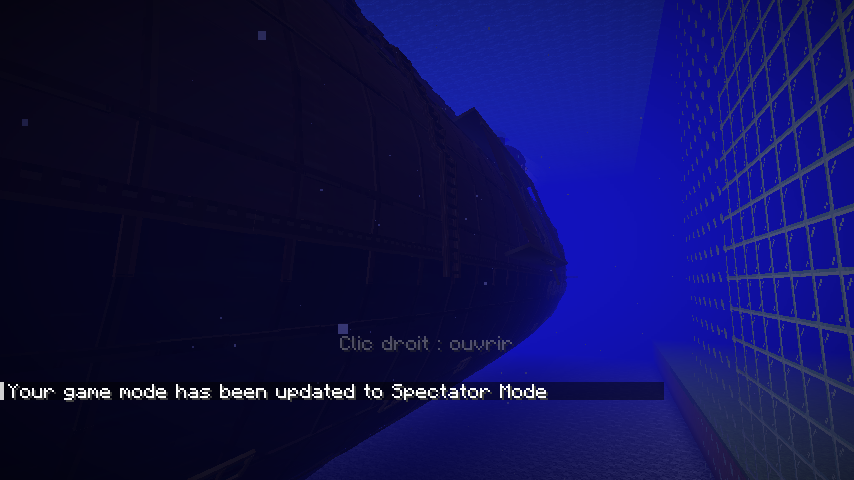 Clic droit : ouvrir
Your game mode has been updated to Spectator Mode